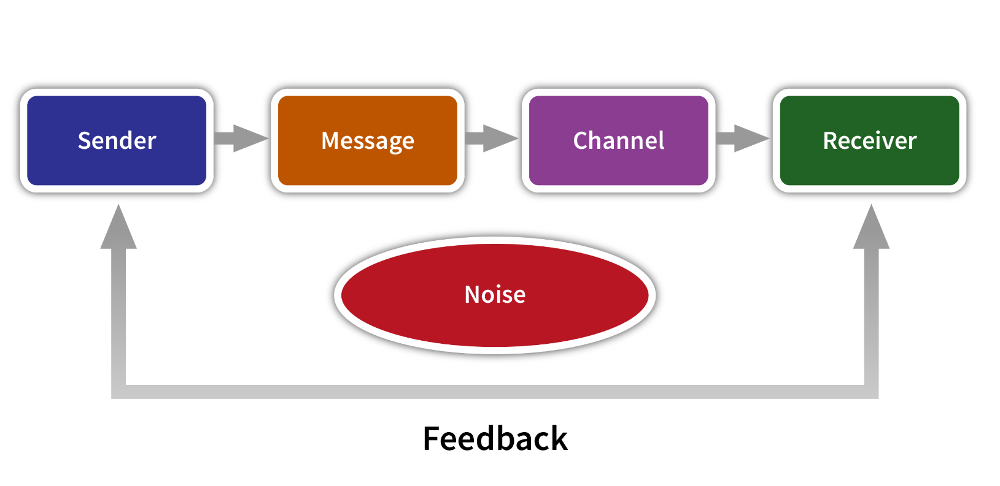 Sender
Message
Channel
Receiver
Noise
Feedback